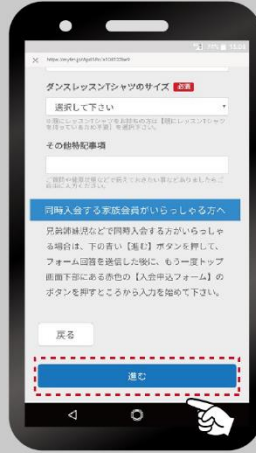 ダンスレッスンTシャツのサイズ 必須
選択して下さい
その他特記事項
同時入会する家族会員がいらっしゃる方へ
兄弟姉妹児などで同時入会する方がいらっしゃ
る場合は、下の青い【進む】ボタンを押して、
フォーム回答を送信した後に、もう一度トップ
画面下部にある赤色の【入会申込フォーム】の
ボタンを押すところから入力を始めて下さい。
戻る
進む